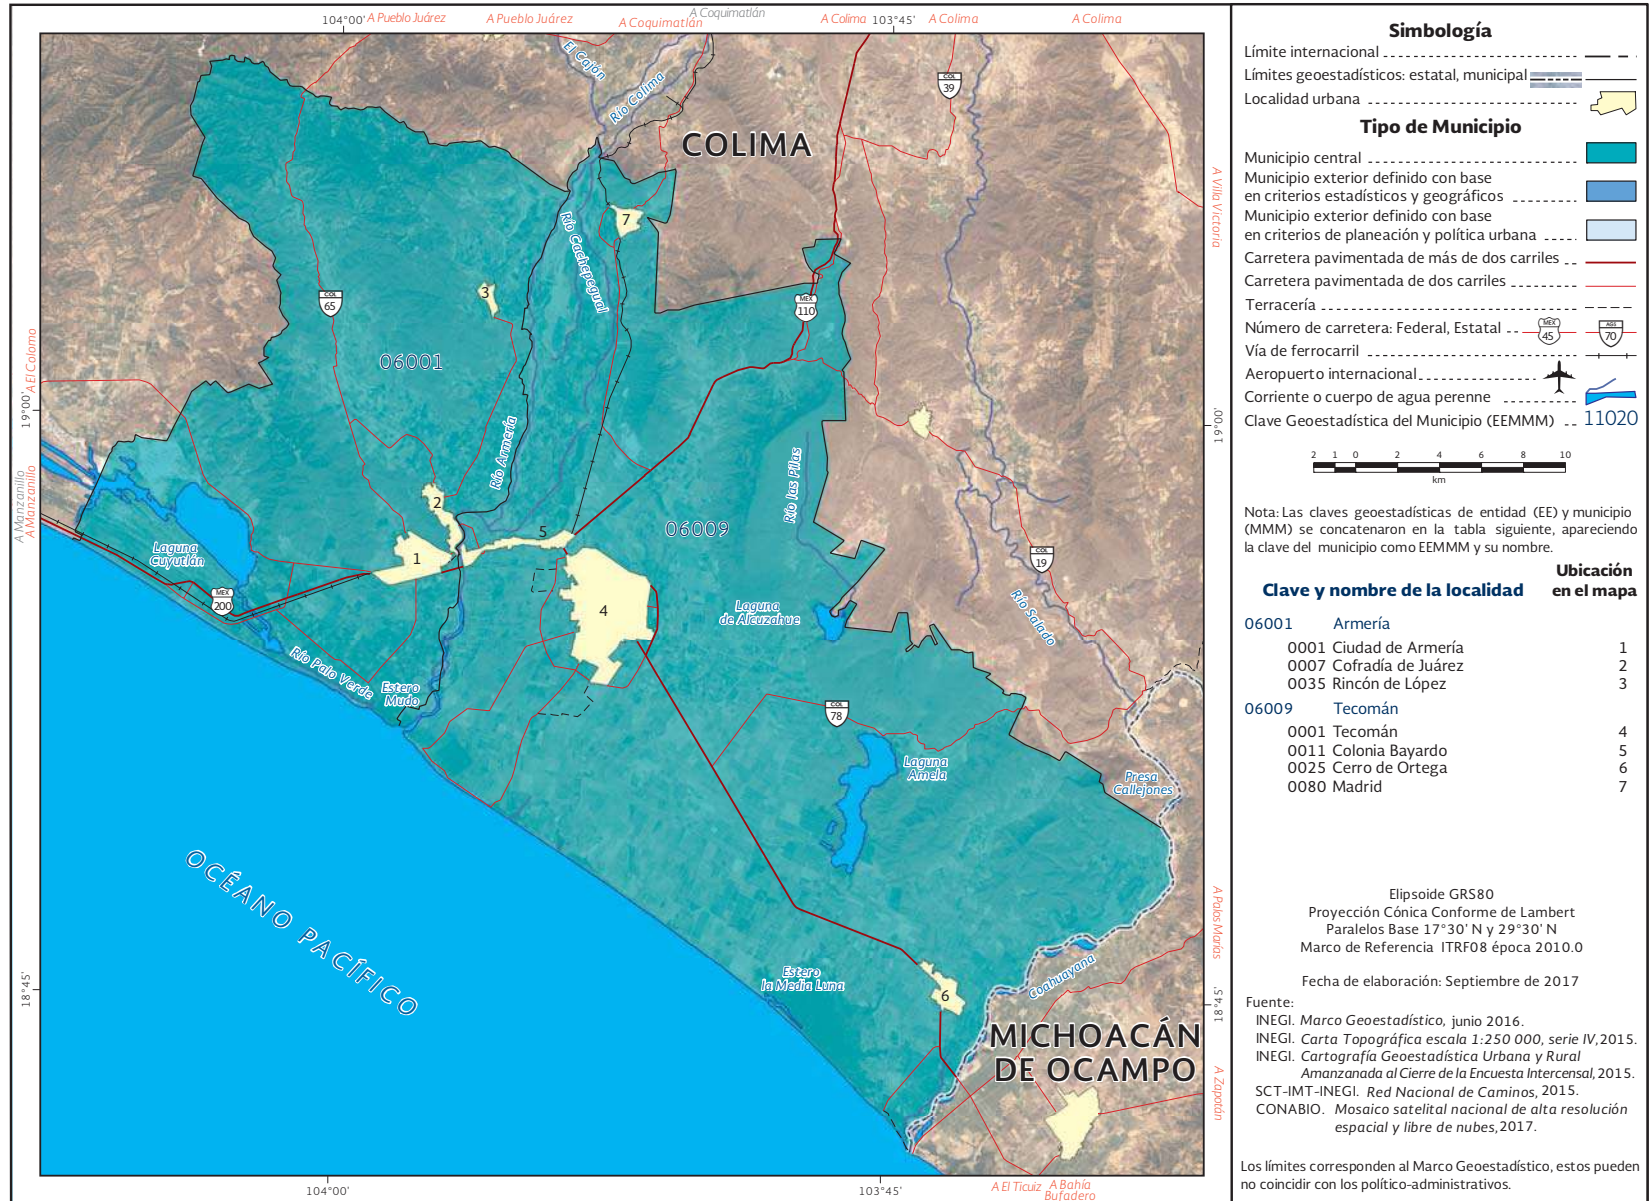 A Pueblo Juárez
A Pueblo Juárez
A Coquimatlán
A Coquimatlán
A Colima
A Colima
A Colima
104°00'
103°45'
El Cajón
Río Colima
COL
39
COLIMA
A Villa Victoria
7
Río Cachepegual
3
COL
65
MEX
110
06001
A El Colomo
19°00'
19°00'
Río Armería
Río las Pilas
2
06009
5
A Manzanillo
A Manzanillo
Laguna
Cuyutlán
1
COL
19
MEX
200
4
Laguna
de Alcuzahue
Río Salado
Río Palo Verde
Estero
Mudo
COL
78
Laguna
Amela
Presa
Callejones
OCÉANO PACÍFICO
A Palos Marías
Estero
la Media Luna
6
Coahuayana
18°45'
18°45'
MICHOACÁN
DE OCAMPO
A Zapotán
104°00'
103°45'
A El Ticuiz
A Bahía
Bufadero
Simbología
Límite internacional
Límites geoestadísticos: estatal, municipal
Localidad urbana
Tipo de Municipio
Municipio central
Municipio exterior definido con base
en criterios estadísticos y geográficos
Municipio exterior definido con base
en criterios de planeación y política urbana
Carretera pavimentada de más de dos carriles
Carretera pavimentada de dos carriles
Terracería
Número de carretera: Federal, Estatal MEX 45 AGS 70
Vía de ferrocarril
Aeropuerto internacional
Corriente o cuerpo de agua perenne
Clave Geoestadística del Municipio (EEMMM) 11020
2 1 0 2 4 6 8 10
km
Nota: Las claves geoestadísticas de entidad (EE) y municipio
(MMM) se concatenaron en la tabla siguiente, apareciendo
la clave del municipio como EEMMM y su nombre.
Clave y nombre de la localidad
Ubicación
en el mapa
06001 Armería
0001 Ciudad de Armería 1
0007 Cofradía de Juárez 2
0035 Rincón de López 3
06009 Tecomán
0001 Tecomán 4
0011 Colonia Bayardo 5
0025 Cerro de Ortega 6
0080 Madrid 7
Elipsoide GRS80
Proyección Cónica Conforme de Lambert
Paralelos Base 17°30' N y 29°30' N
Marco de Referencia ITRF08 época 2010.0
Fecha de elaboración: Septiembre de 2017
Fuente:
INEGI. Marco Geoestadístico, junio 2016.
INEGI. Carta Topográfica escala 1:250 000, serie IV, 2015.
INEGI. Cartografía Geoestadística Urbana y Rural
Amanzanada al Cierre de la Encuesta Intercensal, 2015.
SCT-IMT-INEGI. Red Nacional de Caminos, 2015.
CONABIO. Mosaico satelital nacional de alta resolución
espacial y libre de nubes, 2017.
Los límites corresponden al Marco Geoestadístico, estos pueden
no coincidir con los político-administrativos.